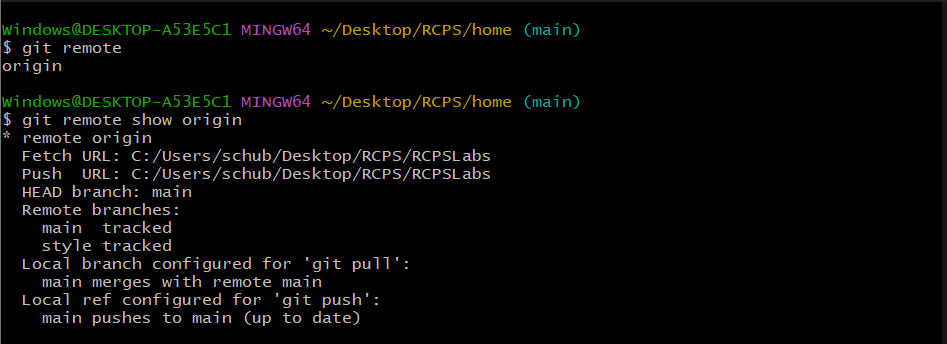 Windows@DESKTOP-A53E5C1 MINGW64 ~/Desktop/RCPS/home (main)
$ git remote
origin
Windows@DESKTOP-A53E5C1 MINGW64 ~/Desktop/RCPS/home (main)
$ git remote show origin
* remote origin
  Fetch URL: C:/Users/schub/Desktop/RCPS/RCPSLabs
  Push  URL: C:/Users/schub/Desktop/RCPS/RCPSLabs
  HEAD branch: main
  Remote branches:
    main  tracked
    style tracked
  Local branch configured for 'git pull':
    main merges with remote main
  Local ref configured for 'git push':
    main pushes to main (up to date)